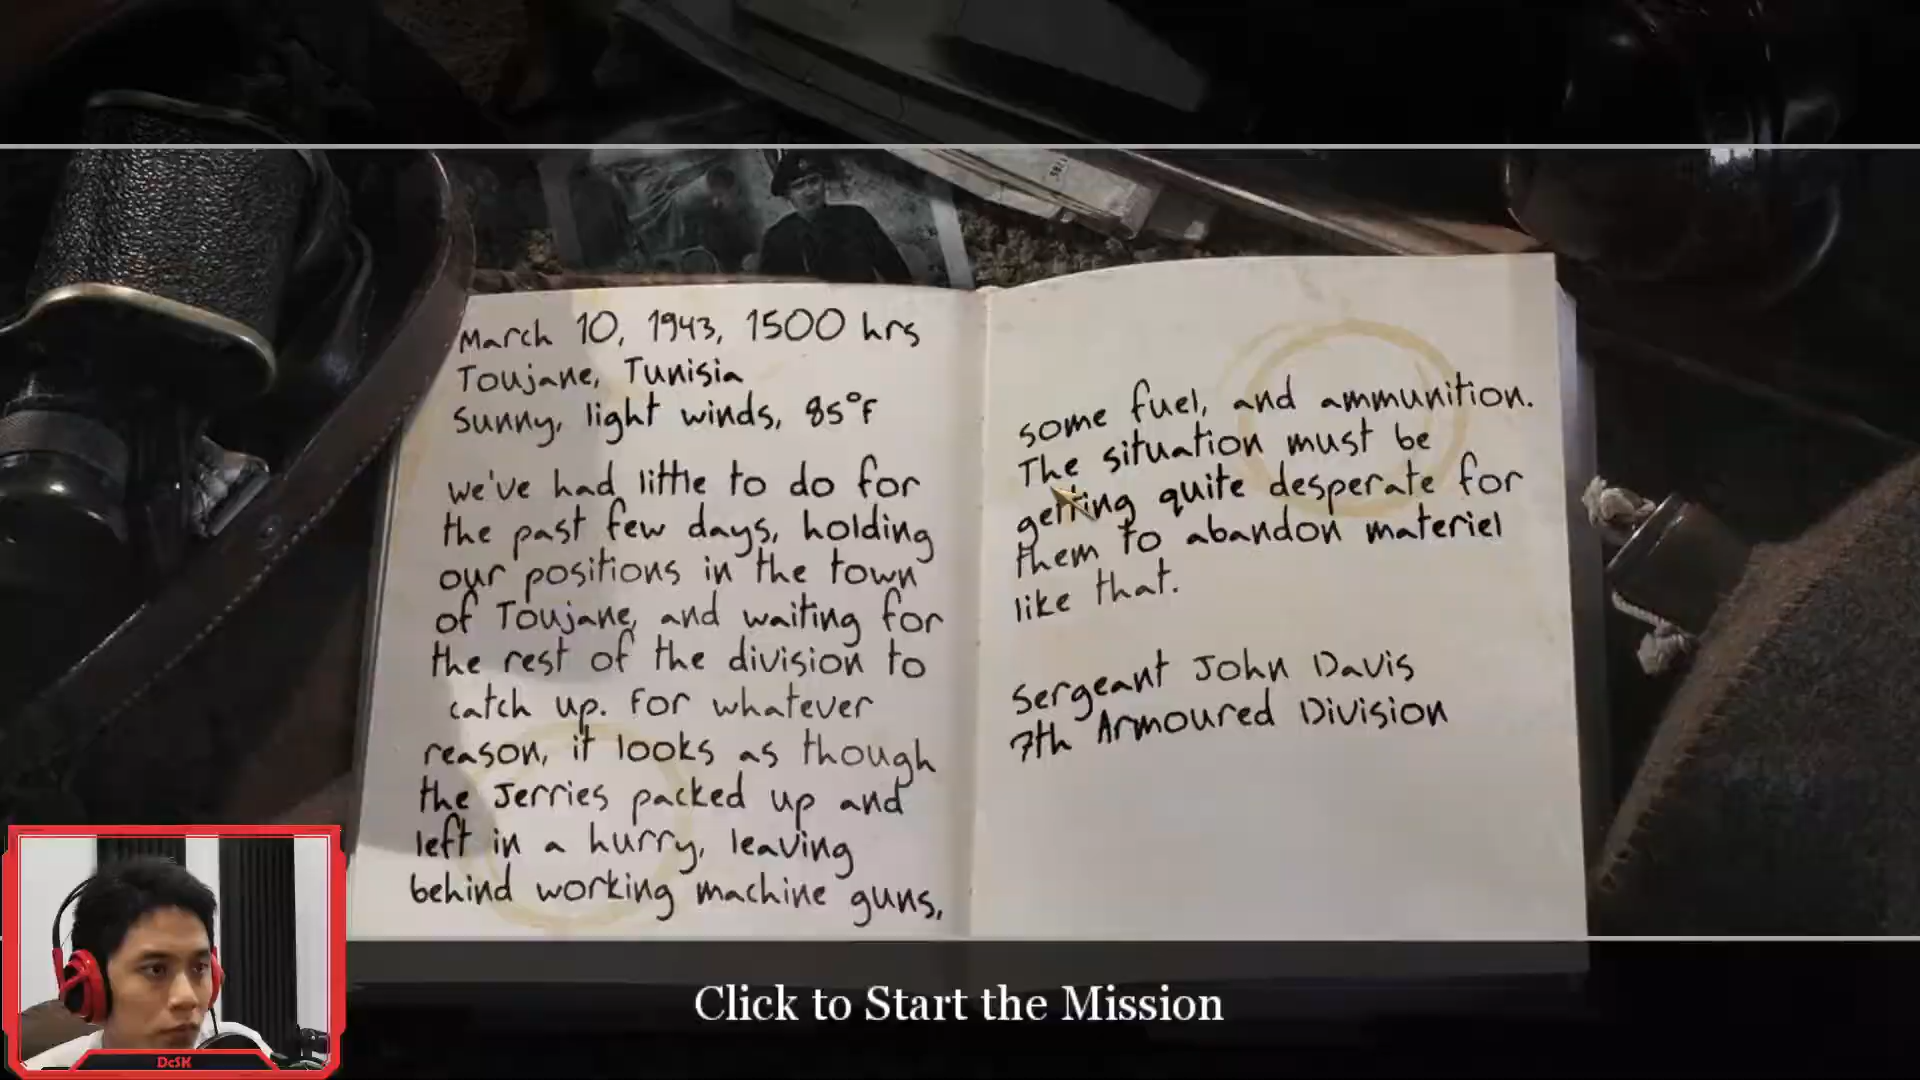 March 10, 1943, 1500 hrs
Toujane, Tunisia
Sunny, light winds, 85°F
We've had little to do for
the past few days, holding
our positions in the town
of Toujane, and waiting for
the rest of the division to
catch up. For whatever
reason, it looks as though
the Jerries packed up and
left in a hurry, leaving
behind working machine guns,
some fuel, and ammunition.
The situation must be
getting quite desperate for
them to abandon materiel
like that.
Sergeant John Davis
7th Armoured Division
Click to Start the Mission
DcSK